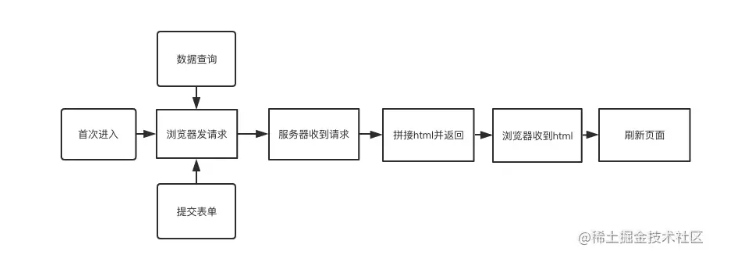 数据查询
首次进入
浏览器发请求
服务器收到请求
拼接html并返回
浏览器收到html
刷新页面
提交表单
@稀土掘金技术社区